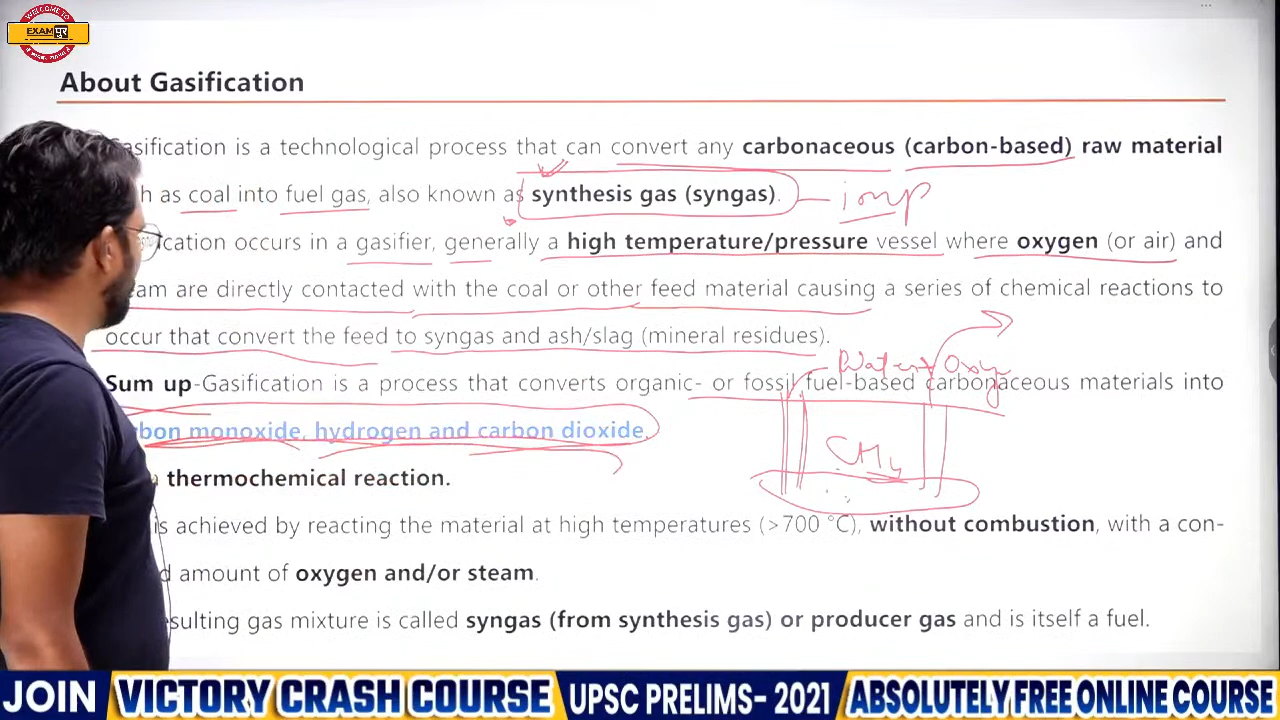 WELCOME TO
EXAMपुर
About Gasification
asification is a technological process that can convert any carbonaceous (carbon-based) raw material
h as coal into fuel gas, also known as synthesis gas (syngas).
imp
ication occurs in a gasifier, generally a high temperature/pressure vessel where oxygen (or air) and
eam are directly contacted with the coal or other feed material causing a series of chemical reactions to
occur that convert the feed to syngas and ash/slag (mineral residues).
Water + Oxy
Sum up-Gasification is a process that converts organic- or fossil fuel-based carbonaceous materials into
bon monoxide, hydrogen and carbon dioxide.
CH4
thermochemical reaction.
is achieved by reacting the material at high temperatures (>700 °C), without combustion, with a con-
d amount of oxygen and/or steam.
sulting gas mixture is called syngas (from synthesis gas) or producer gas and is itself a fuel.
JOIN VICTORY CRASH COURSE UPSC PRELIMS- 2021 ABSOLUTELY FREE ONLINE COURSE